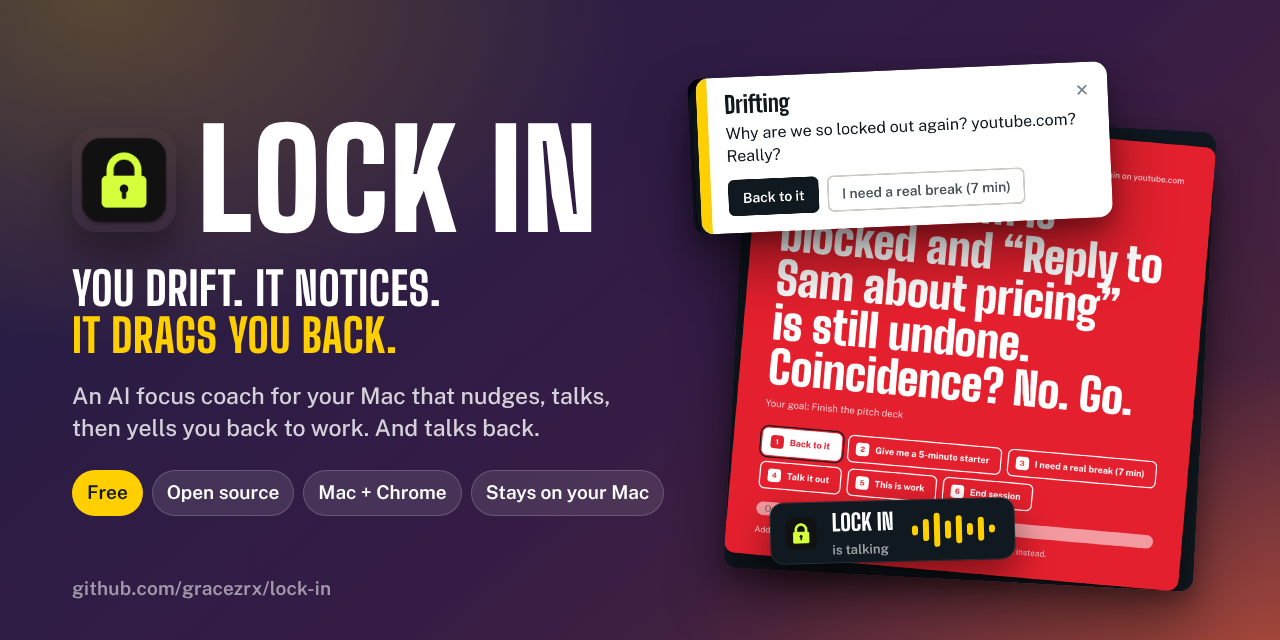 LOCK IN
YOU DRIFT. IT NOTICES.
IT DRAGS YOU BACK.
An AI focus coach for your Mac that nudges, talks,
then yells you back to work. And talks back.
Free
Open source
Mac + Chrome
Stays on your Mac
github.com/gracezrx/lock-in
Drifting
×
Why are we so locked out again? youtube.com?
Really?
Back to it
I need a real break (7 min)
on youtube.com
blocked and “Reply to
Sam about pricing”
is still undone.
Coincidence? No. Go.
Your goal: Finish the pitch deck
1 Back to it
2 Give me a 5-minute starter
3 I need a real break (7 min)
4 Talk it out
5 This is work
6 End session
instead.
LOCK IN
is talking